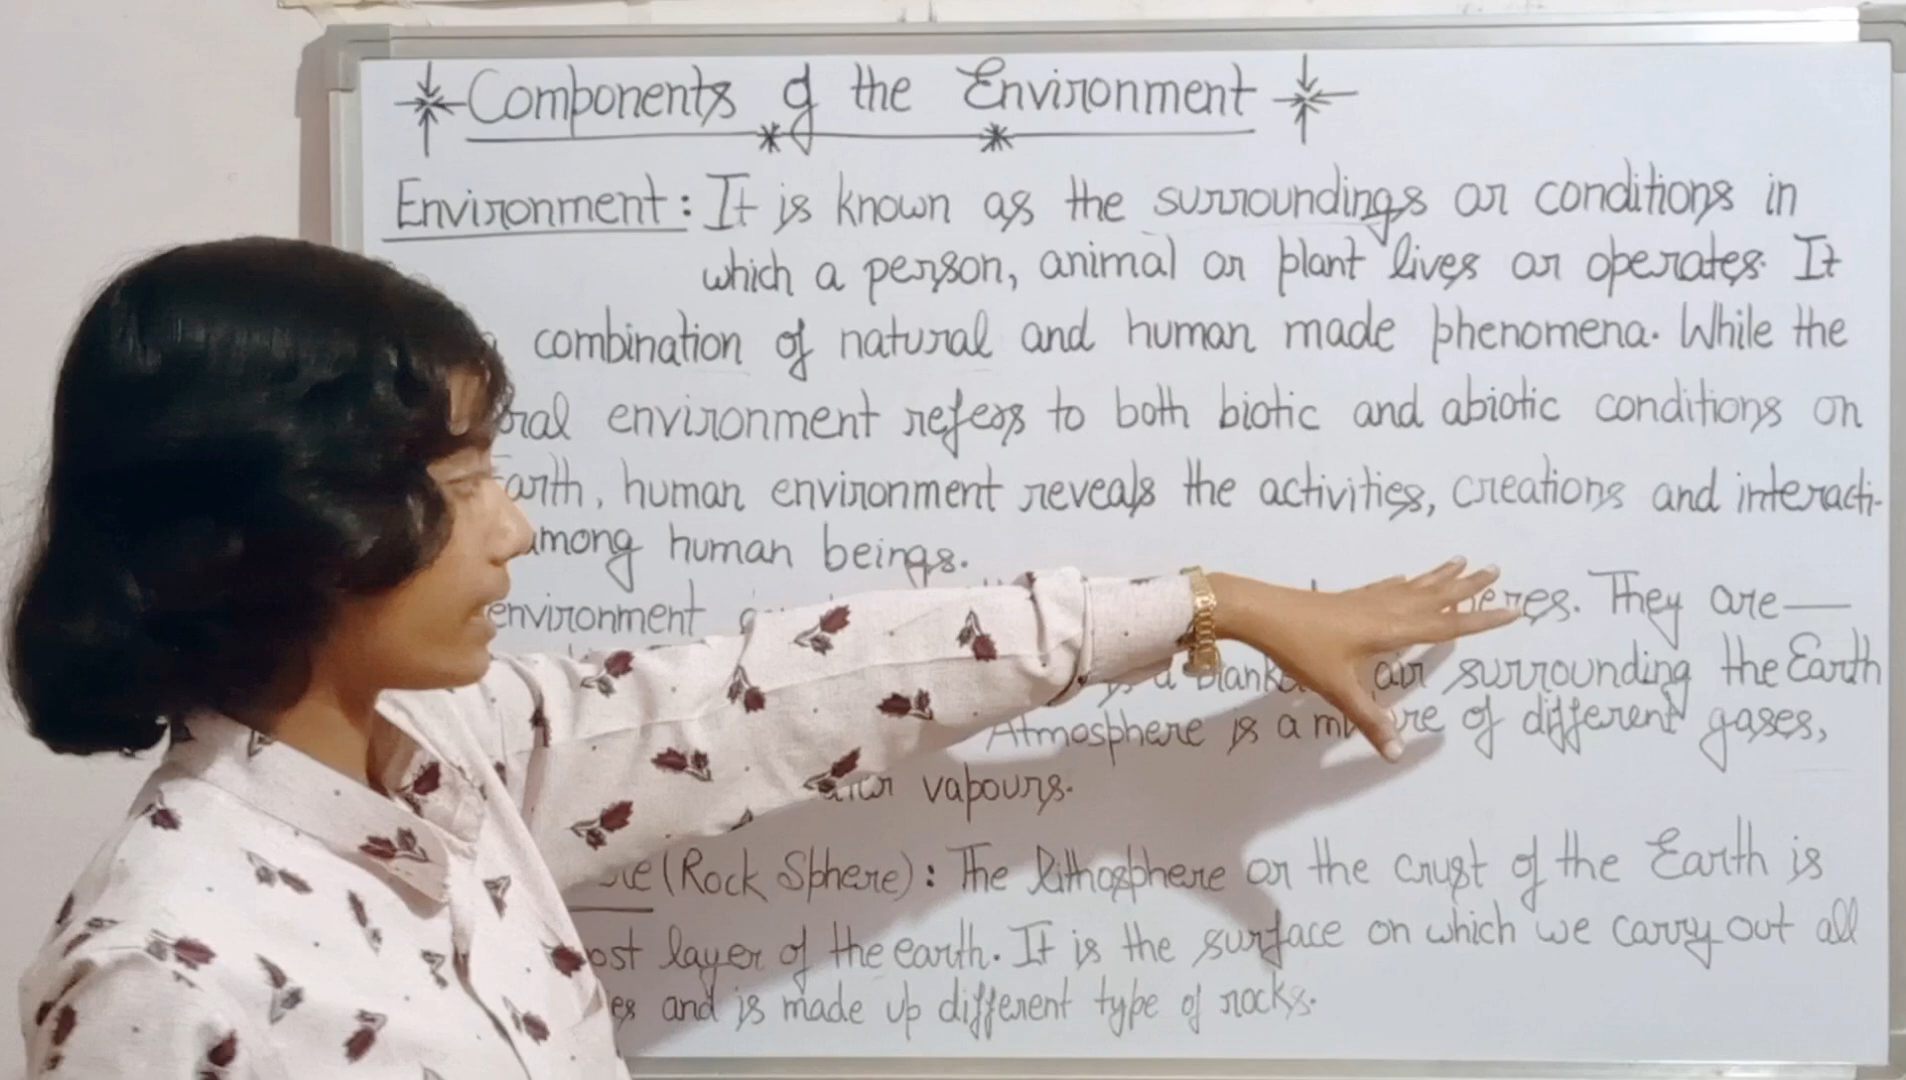 Components of the Environment
Environment: It is known as the surroundings or conditions in
which a person, animal or plant lives or operates. It
combination of natural and human made phenomena. While the
environment refers to both biotic and abiotic conditions on
human environment reveals the activities, creations and interacti-
among human beings.
environment They are—
is a air surrounding the Earth
Atmosphere is a of different gases,
vapours.
(Rock Sphere): The lithosphere or the crust of the Earth is
layer of the earth. It is the surface on which we carry out all
and is made up different type of rocks.